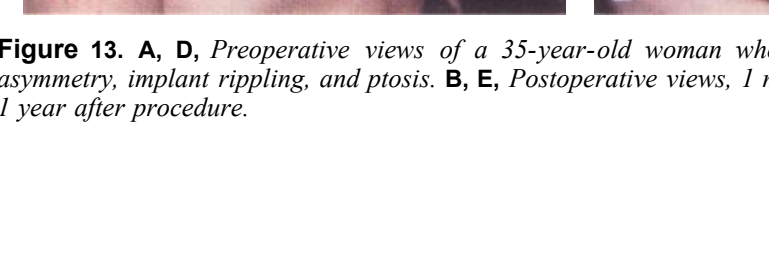 Figure 13. A, D, Preoperative views of a 35-year-old woman
asymmetry, implant rippling, and ptosis. B, E, Postoperative views, 1
1 year after procedure.